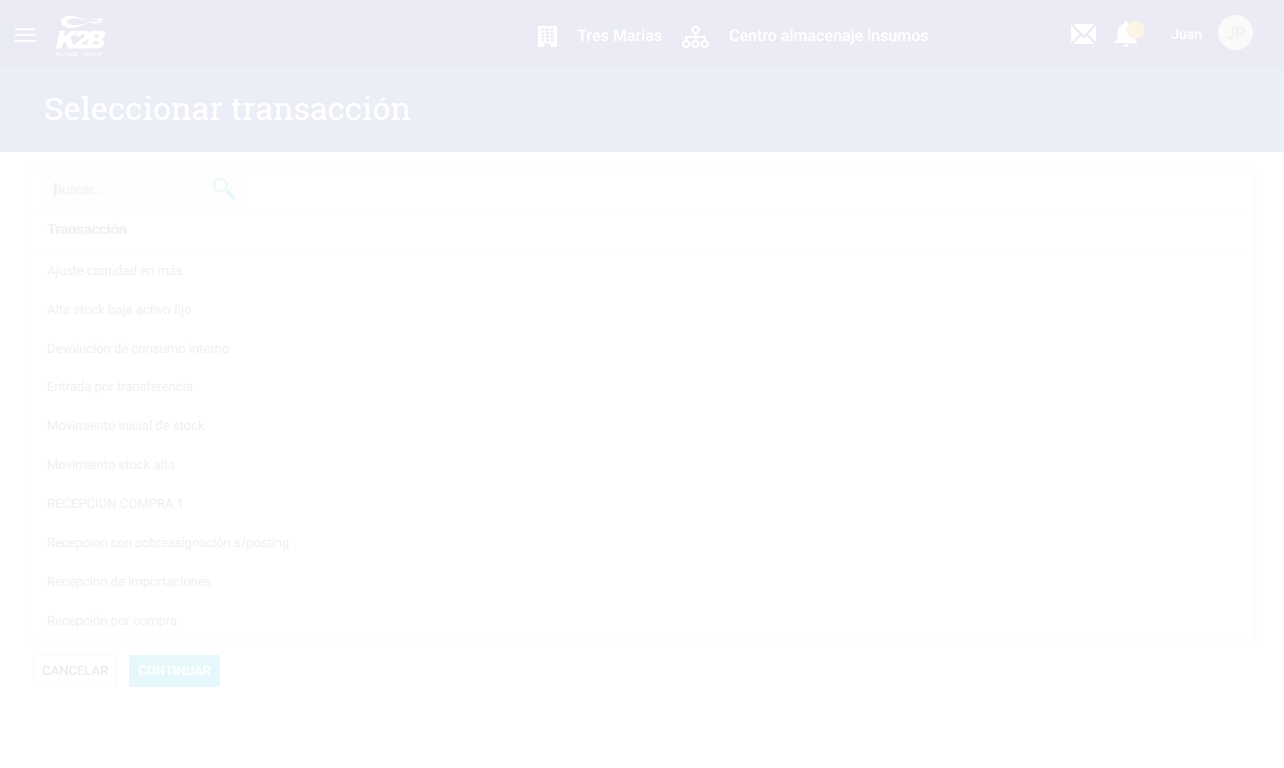 K2B
Tres Marias
Centro almacenaje insumos
Juan
JP
Seleccionar transacción
Buscar...
Transacción
Ajuste cantidad en más
Alta stock baja activo fijo
Devolución de consumo interno
Entrada por transferencia
Movimiento inicial de stock
Movimiento stock alta
RECEPCION COMPRA 1
Recepcion con sobreasignación s/posting
Recepcion de importaciones
Recepción por compra
CANCELAR
CONTINUAR